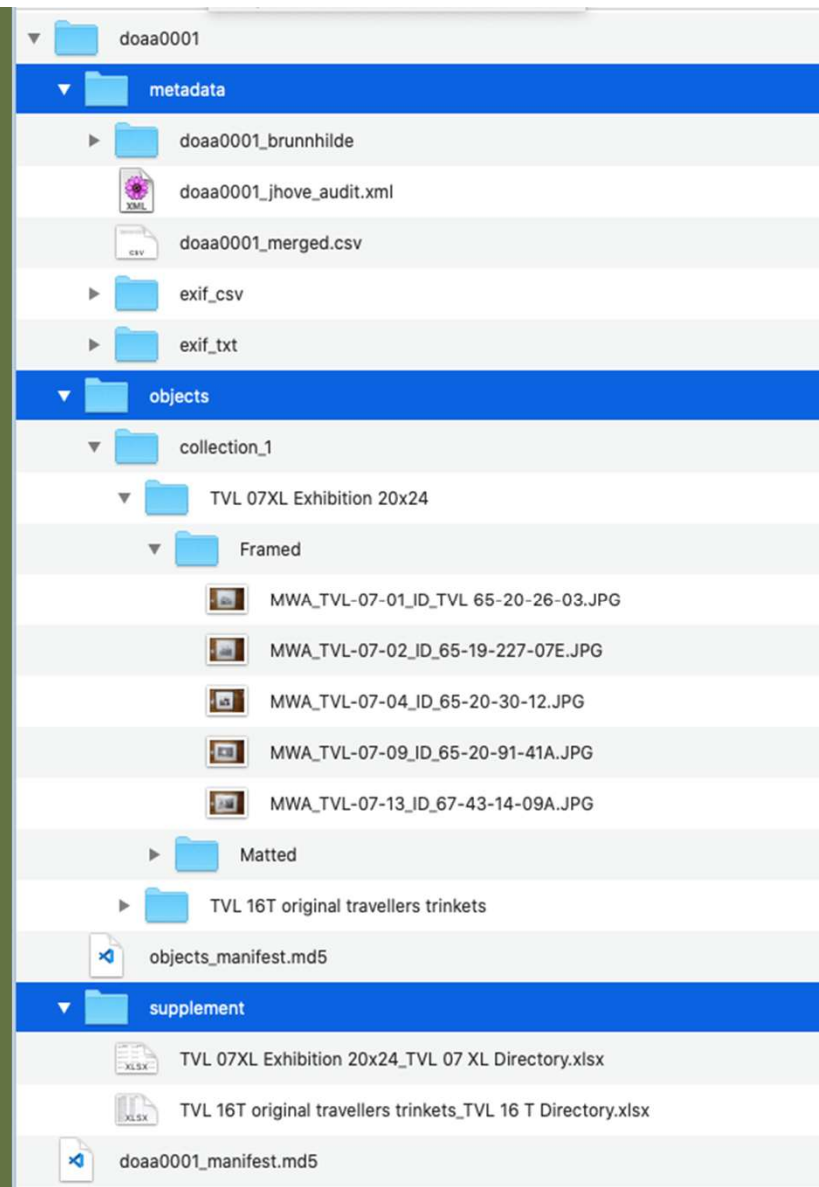 doaa0001
metadata
doaa0001_brunnhilde
XML
doaa0001_jhove_audit.xml
CSV
doaa0001_merged.csv
exif_csv
exif_txt
objects
collection_1
TVL 07XL Exhibition 20x24
Framed
MWA_TVL-07-01_ID_TVL 65-20-26-03.JPG
MWA_TVL-07-02_ID_65-19-227-07E.JPG
MWA_TVL-07-04_ID_65-20-30-12.JPG
MWA_TVL-07-09_ID_65-20-91-41A.JPG
MWA_TVL-07-13_ID_67-43-14-09A.JPG
Matted
TVL 16T original travellers trinkets
objects_manifest.md5
supplement
XLSX
TVL 07XL Exhibition 20x24_TVL 07 XL Directory.xlsx
XLSX
TVL 16T original travellers trinkets_TVL 16 T Directory.xlsx
doaa0001_manifest.md5